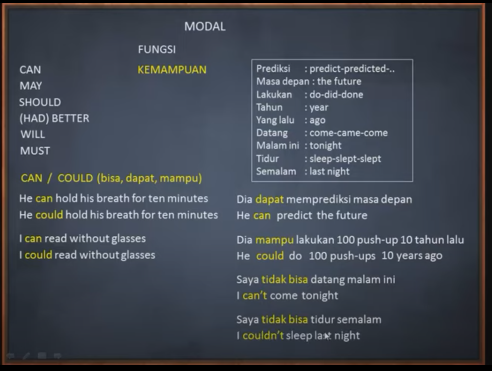 MODAL
FUNGSI
CAN
KEMAMPUAN
MAY
SHOULD
(HAD) BETTER
WILL
MUST
Prediksi : predict-predicted-..
Masa depan : the future
Lakukan : do-did-done
Tahun : year
Yang lalu : ago
Datang : come-came-come
Malam ini : tonight
Tidur : sleep-slept-slept
Semalam : last night
CAN / COULD (bisa, dapat, mampu)
He can hold his breath for ten minutes
He could hold his breath for ten minutes
I can read without glasses
I could read without glasses
Dia dapat memprediksi masa depan
He can predict the future
Dia mampu lakukan 100 push-up 10 tahun lalu
He could do 100 push-ups 10 years ago
Saya tidak bisa datang malam ini
I can't come tonight
Saya tidak bisa tidur semalam
I couldn't sleep last night